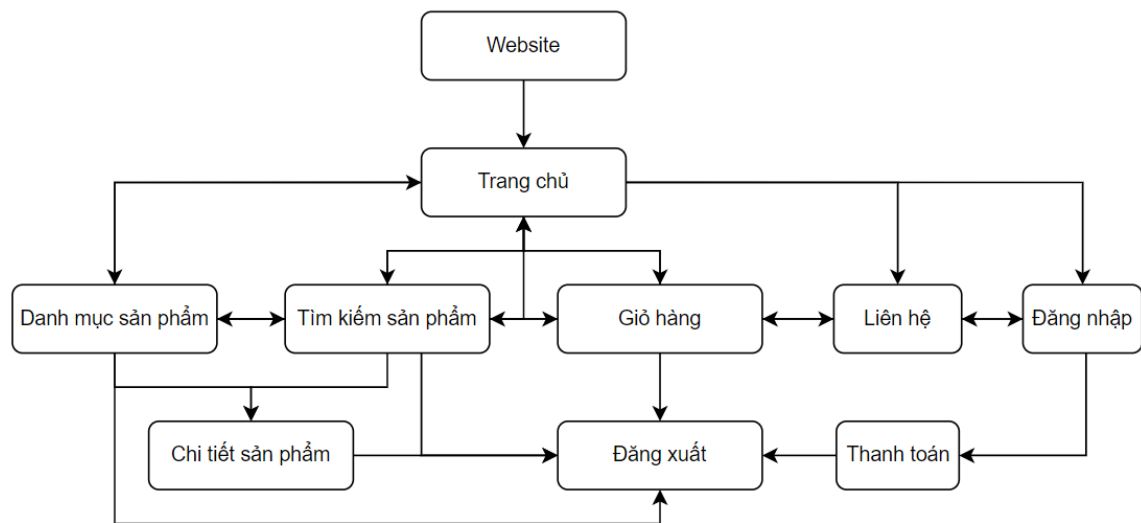 Website
Trang chủ
Danh mục sản phẩm
Tìm kiếm sản phẩm
Giỏ hàng
Liên hệ
Đăng nhập
Chi tiết sản phẩm
Đăng xuất
Thanh toán